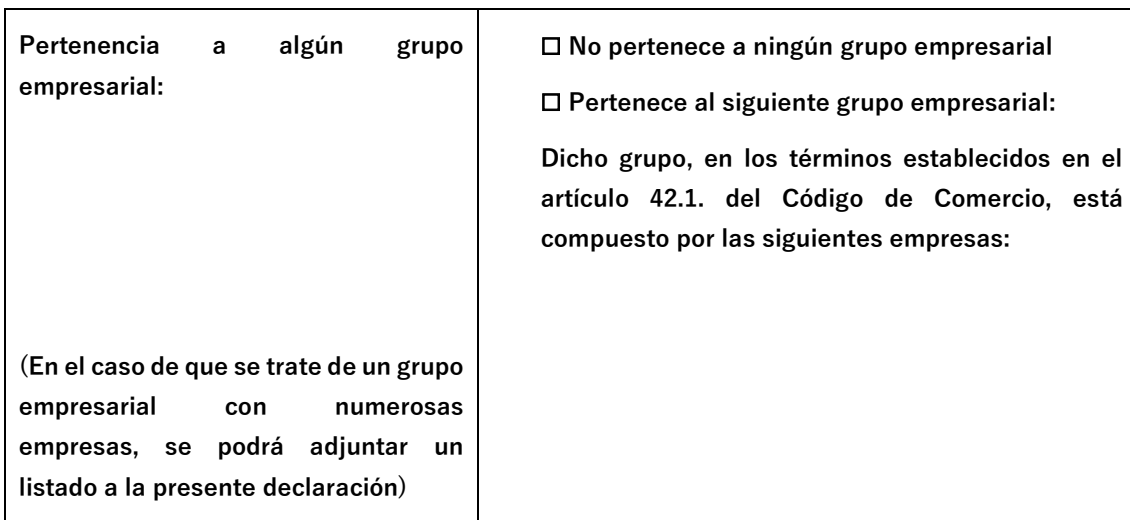 Pertenencia a algún grupo
empresarial:
(En el caso de que se trate de un grupo
empresarial con numerosas
empresas, se podrá adjuntar un
listado a la presente declaración)
☐ No pertenece a ningún grupo empresarial
☐ Pertenece al siguiente grupo empresarial:
Dicho grupo, en los términos establecidos en el
artículo 42.1. del Código de Comercio, está
compuesto por las siguientes empresas: